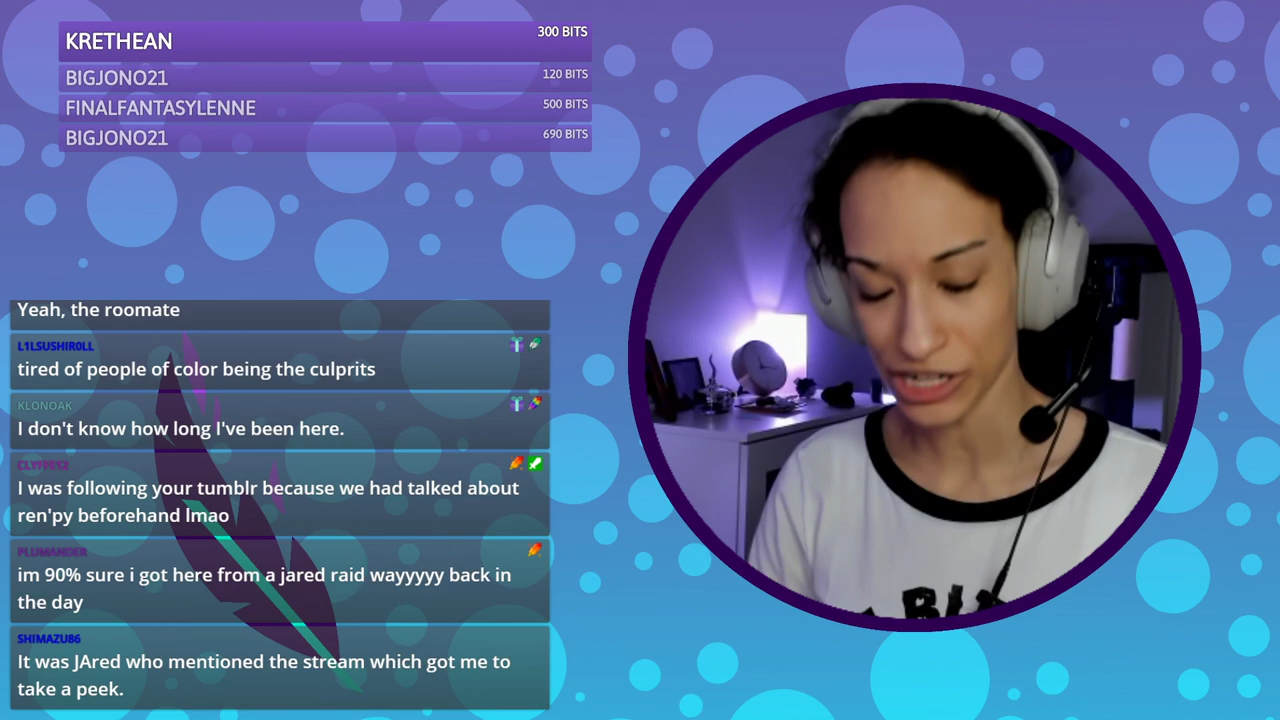 KRETHEAN 300 BITS
BIGJONO21 120 BITS
FINALFANTASYLENNE 500 BITS
BIGJONO21 690 BITS
Yeah, the roomate
L1LSUSHIR0LL
tired of people of color being the culprits
KLONOAK
I don't know how long I've been here.
I was following your tumblr because we had talked about
ren'py beforehand lmao
PLUMANDER
im 90% sure i got here from a jared raid wayyyyy back in
the day
SHIMAZU86
It was JAred who mentioned the stream which got me to
take a peek.